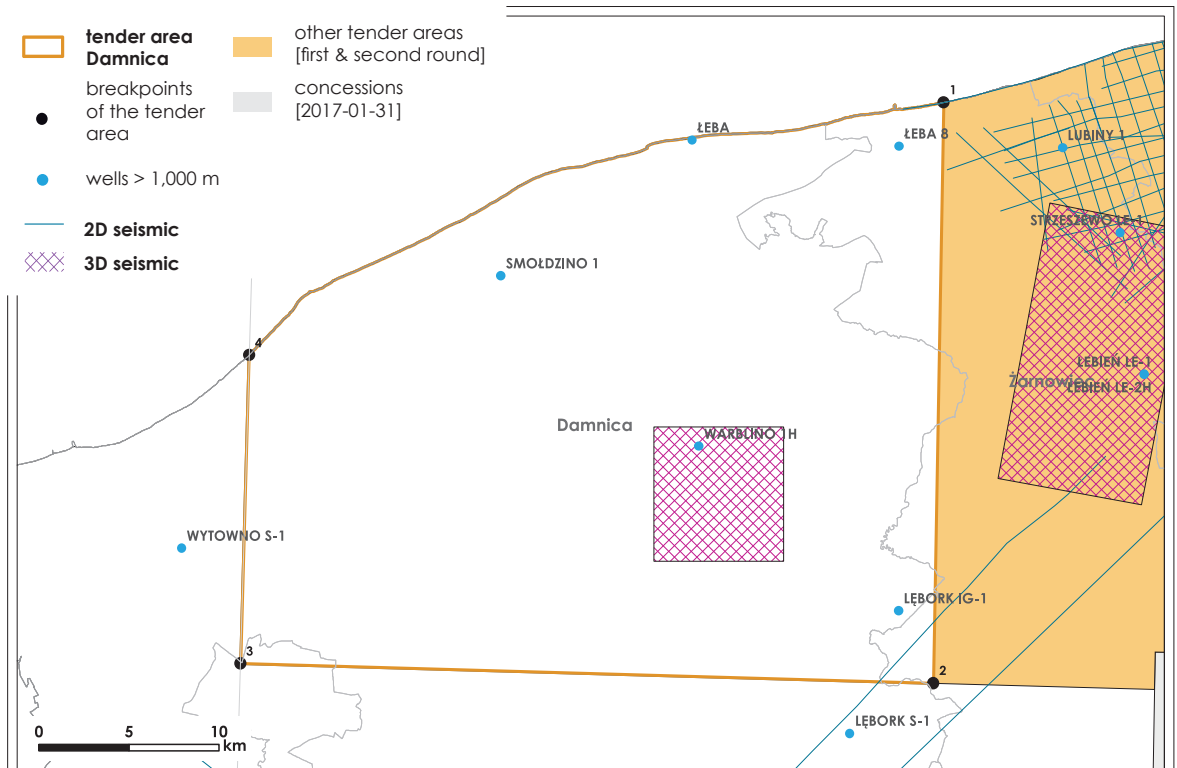 tender area
Damnica
other tender areas
[first & second round]
breakpoints
of the tender
area
concessions
[2017-01-31]
wells > 1,000 m
2D seismic
3D seismic
1
ŁEBA
ŁEBA 8
LUBINY 1
STRZESZEWO LE-1
SMOŁDZINO 1
4
ŁEBIEŃ LE-1
Żarnowiec
ŁEBIEŃ LE-2H
Damnica
WARBLINO 1H
WYTOWNO S-1
LĘBORK IG-1
3
2
LĘBORK S-1
0 5 10
km